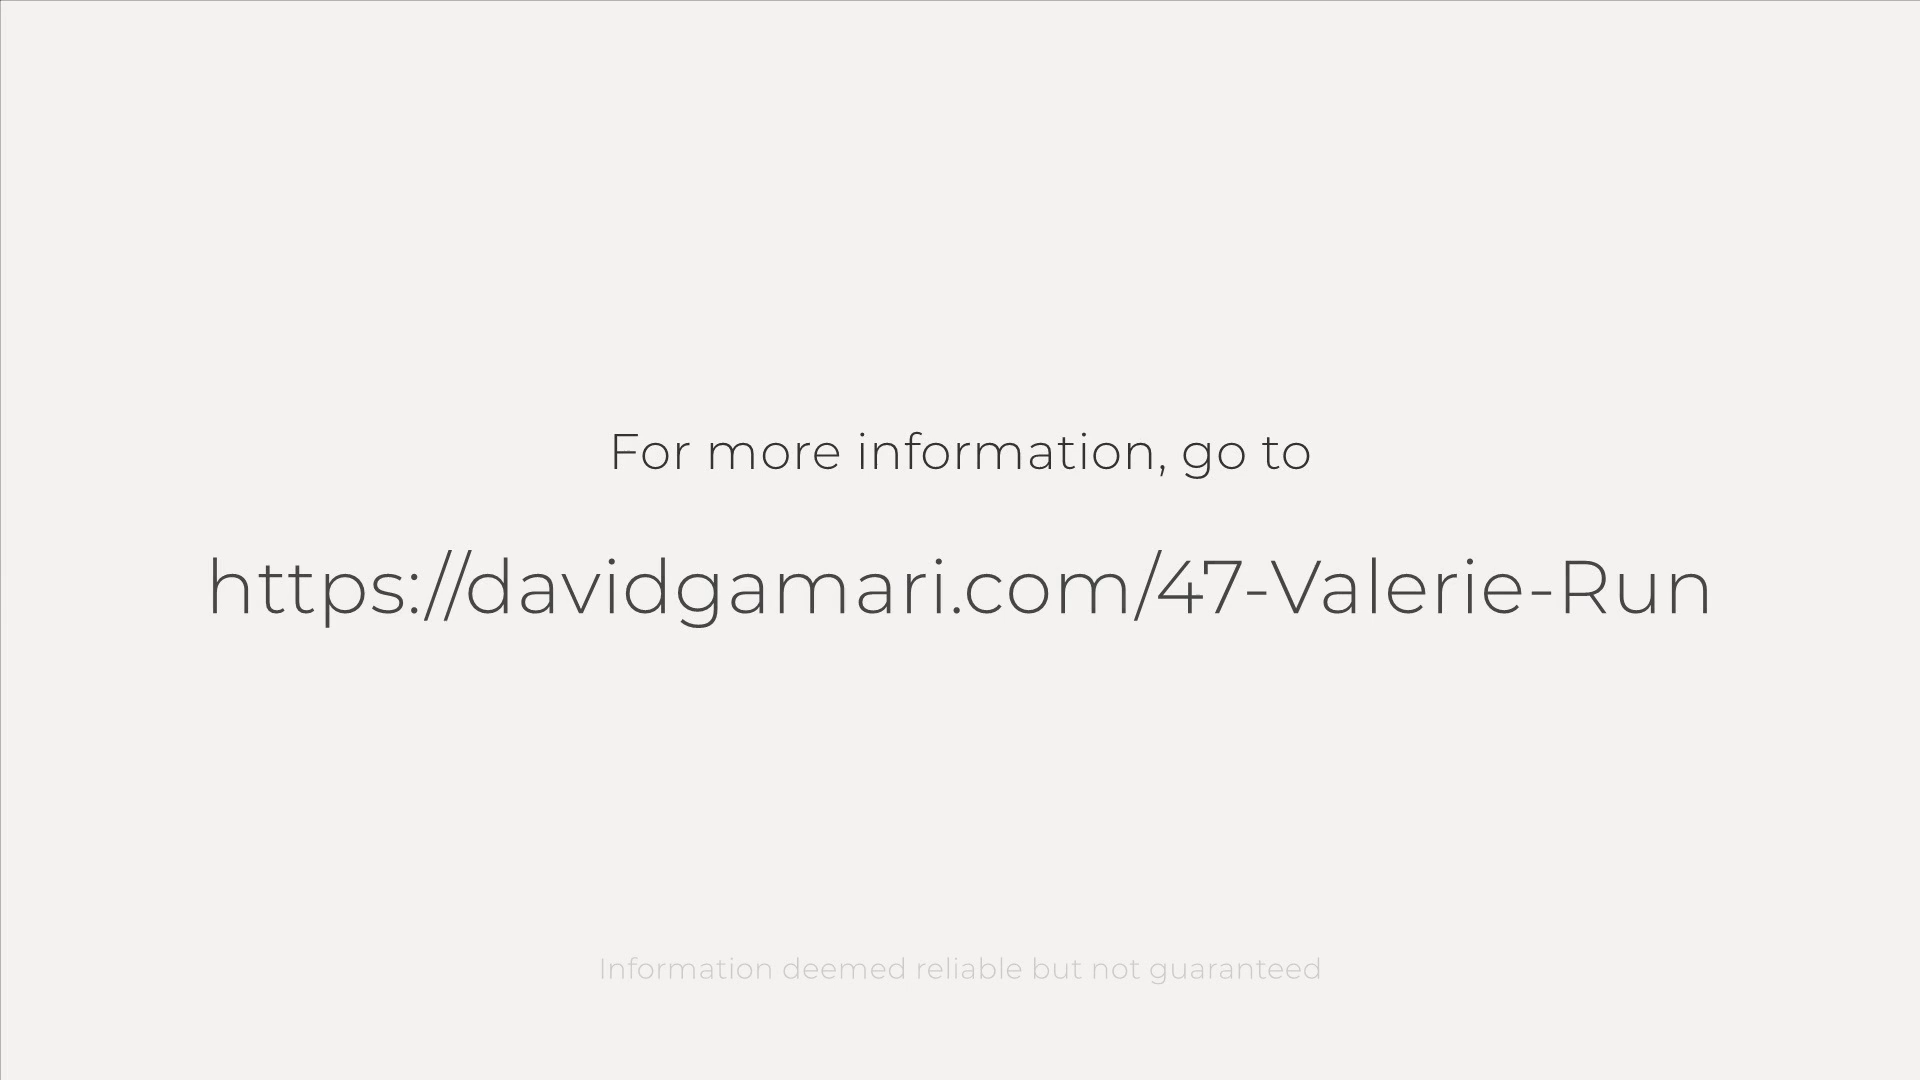 For more information, go to
https://davidgamari.com/47-Valerie-Run
Information deemed reliable but not guaranteed